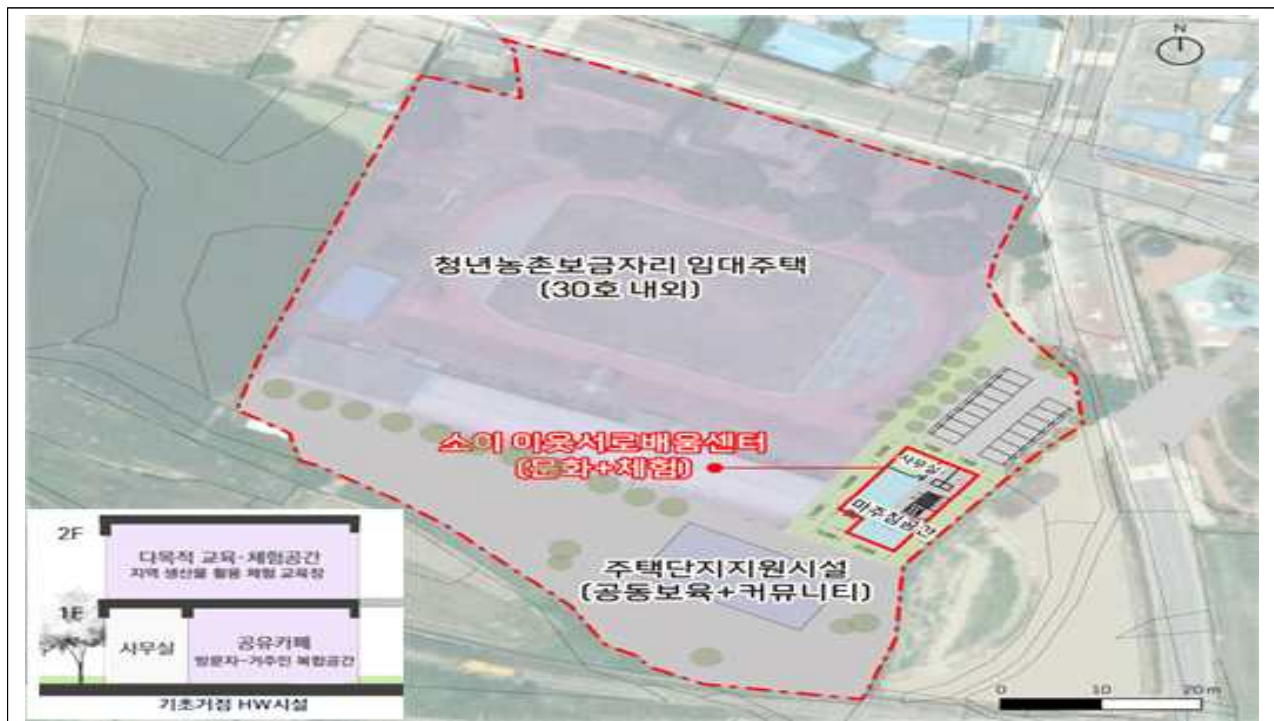 N
청년농촌보금자리 임대주택
(30호 내외)
소이 이웃서로배움센터
(문화+체험)
사무실
마주침공간
주택단지지원시설
(공동보육+커뮤니티)
2F
다목적 교육·체험공간
지역 생산물 활용 체험 교육장
1F
사무실
공유카페
방문자-거주민 복합공간
기초거점 HW시설
0 10 20 m